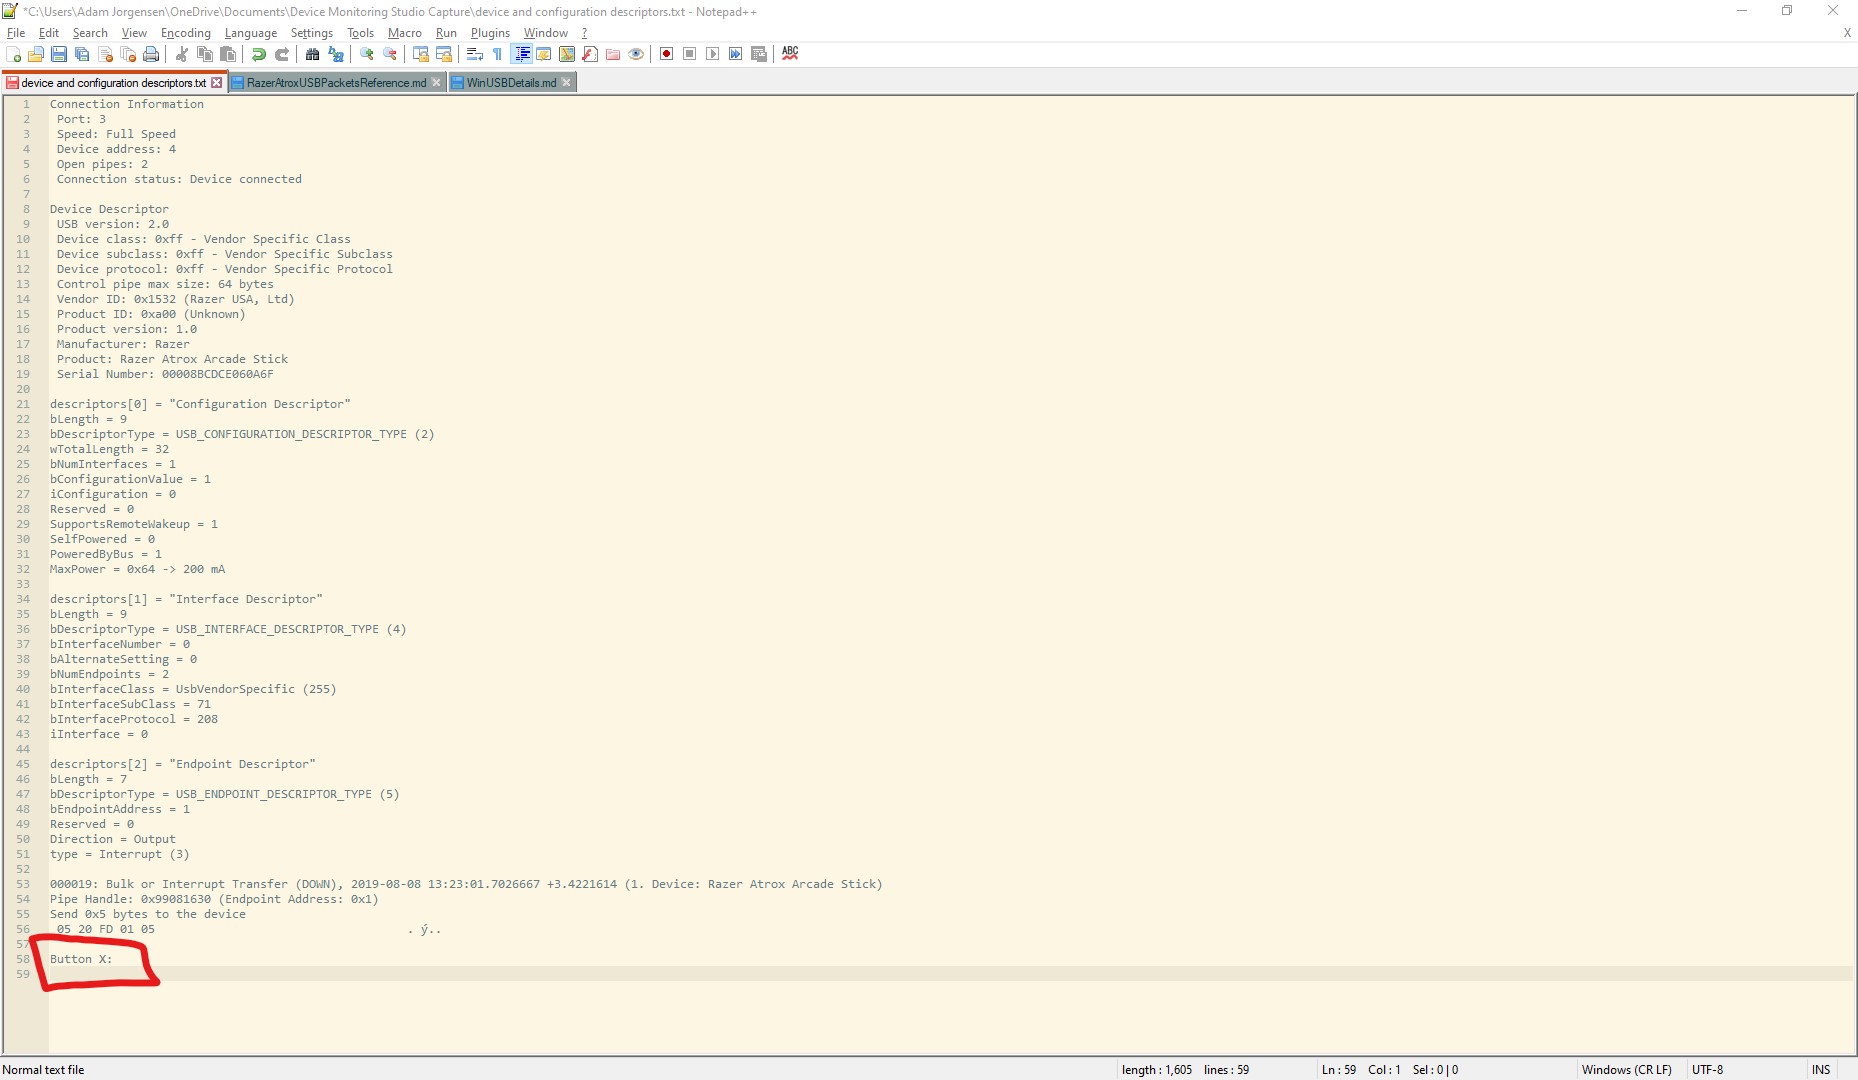 *C:\Users\Adam Jorgensen\OneDrive\Documents\Device Monitoring Studio Capture\device and configuration descriptors.txt - Notepad++
File Edit Search View Encoding Language Settings Tools Macro Run Plugins Window ? X
ABC
device and configuration descriptors.txt RazerAtroxUSBPacketsReference.md WinUSBDetails.md
1 Connection Information
2 Port: 3
3 Speed: Full Speed
4 Device address: 4
5 Open pipes: 2
6 Connection status: Device connected
7
8 Device Descriptor
9 USB version: 2.0
10 Device class: 0xff - Vendor Specific Class
11 Device subclass: 0xff - Vendor Specific Subclass
12 Device protocol: 0xff - Vendor Specific Protocol
13 Control pipe max size: 64 bytes
14 Vendor ID: 0x1532 (Razer USA, Ltd)
15 Product ID: 0xa00 (Unknown)
16 Product version: 1.0
17 Manufacturer: Razer
18 Product: Razer Atrox Arcade Stick
19 Serial Number: 00008BCDCE060A6F
20
21 descriptors[0] = "Configuration Descriptor"
22 bLength = 9
23 bDescriptorType = USB_CONFIGURATION_DESCRIPTOR_TYPE (2)
24 wTotalLength = 32
25 bNumInterfaces = 1
26 bConfigurationValue = 1
27 iConfiguration = 0
28 Reserved = 0
29 SupportsRemoteWakeup = 1
30 SelfPowered = 0
31 PoweredByBus = 1
32 MaxPower = 0x64 -> 200 mA
33
34 descriptors[1] = "Interface Descriptor"
35 bLength = 9
36 bDescriptorType = USB_INTERFACE_DESCRIPTOR_TYPE (4)
37 bInterfaceNumber = 0
38 bAlternateSetting = 0
39 bNumEndpoints = 2
40 bInterfaceClass = UsbVendorSpecific (255)
41 bInterfaceSubClass = 71
42 bInterfaceProtocol = 208
43 iInterface = 0
44
45 descriptors[2] = "Endpoint Descriptor"
46 bLength = 7
47 bDescriptorType = USB_ENDPOINT_DESCRIPTOR_TYPE (5)
48 bEndpointAddress = 1
49 Reserved = 0
50 Direction = Output
51 type = Interrupt (3)
52
53 000019: Bulk or Interrupt Transfer (DOWN), 2019-08-08 13:23:01.7026667 +3.4221614 (1. Device: Razer Atrox Arcade Stick)
54 Pipe Handle: 0x99081630 (Endpoint Address: 0x1)
55 Send 0x5 bytes to the device
56 05 20 FD 01 05 . ý..
57
58 Button X:
59
Normal text file length : 1,605 lines : 59 Ln : 59 Col : 1 Sel : 0 | 0 Windows (CR LF) UTF-8 INS